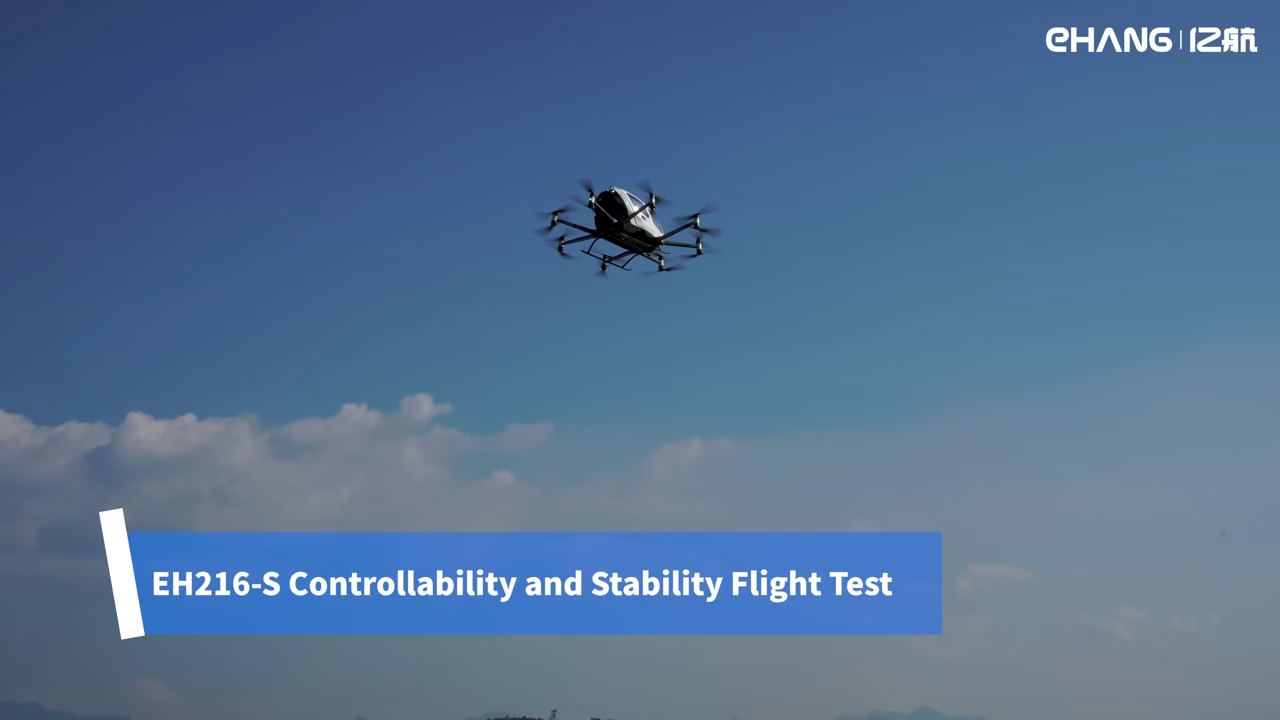 EHANG | 亿航
EH216-S Controllability and Stability Flight Test